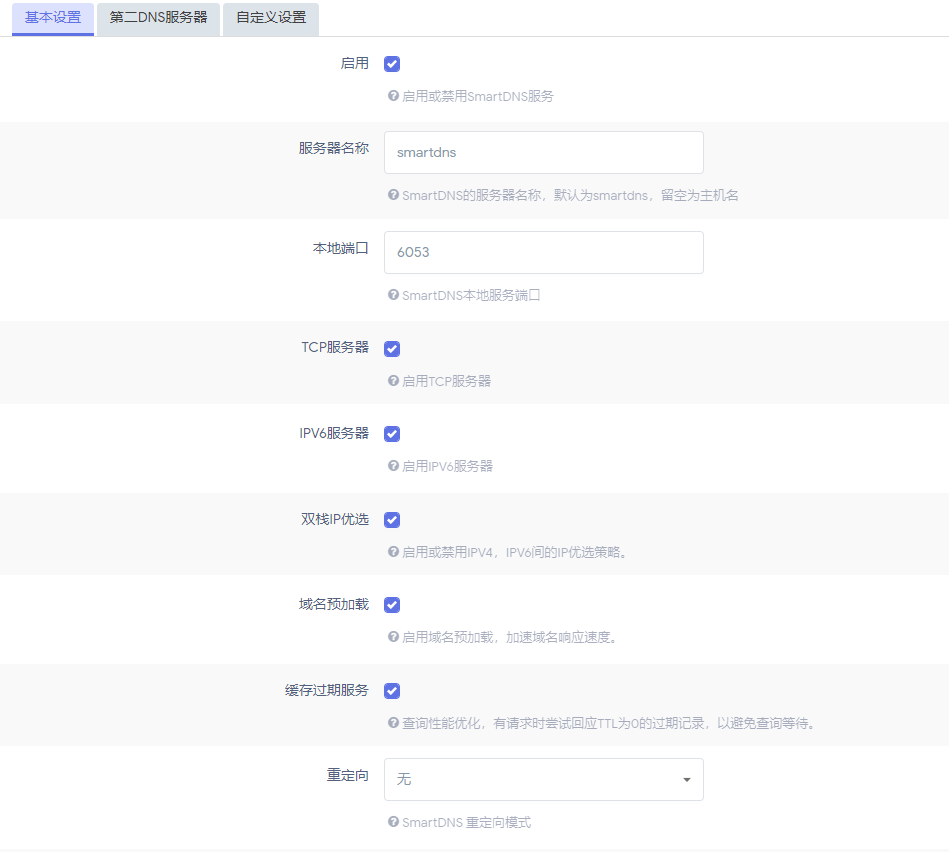 基本设置 第二DNS服务器 自定义设置
启用
启用或禁用SmartDNS服务
服务器名称 smartdns
SmartDNS的服务器名称，默认为smartdns，留空为主机名
本地端口 6053
SmartDNS本地服务端口
TCP服务器
启用TCP服务器
IPV6服务器
启用IPV6服务器
双栈IP优选
启用或禁用IPV4，IPV6间的IP优选策略。
域名预加载
启用域名预加载，加速域名响应速度。
缓存过期服务
查询性能优化，有请求时尝试回应TTL为0的过期记录，以避免查询等待。
重定向 无
SmartDNS 重定向模式